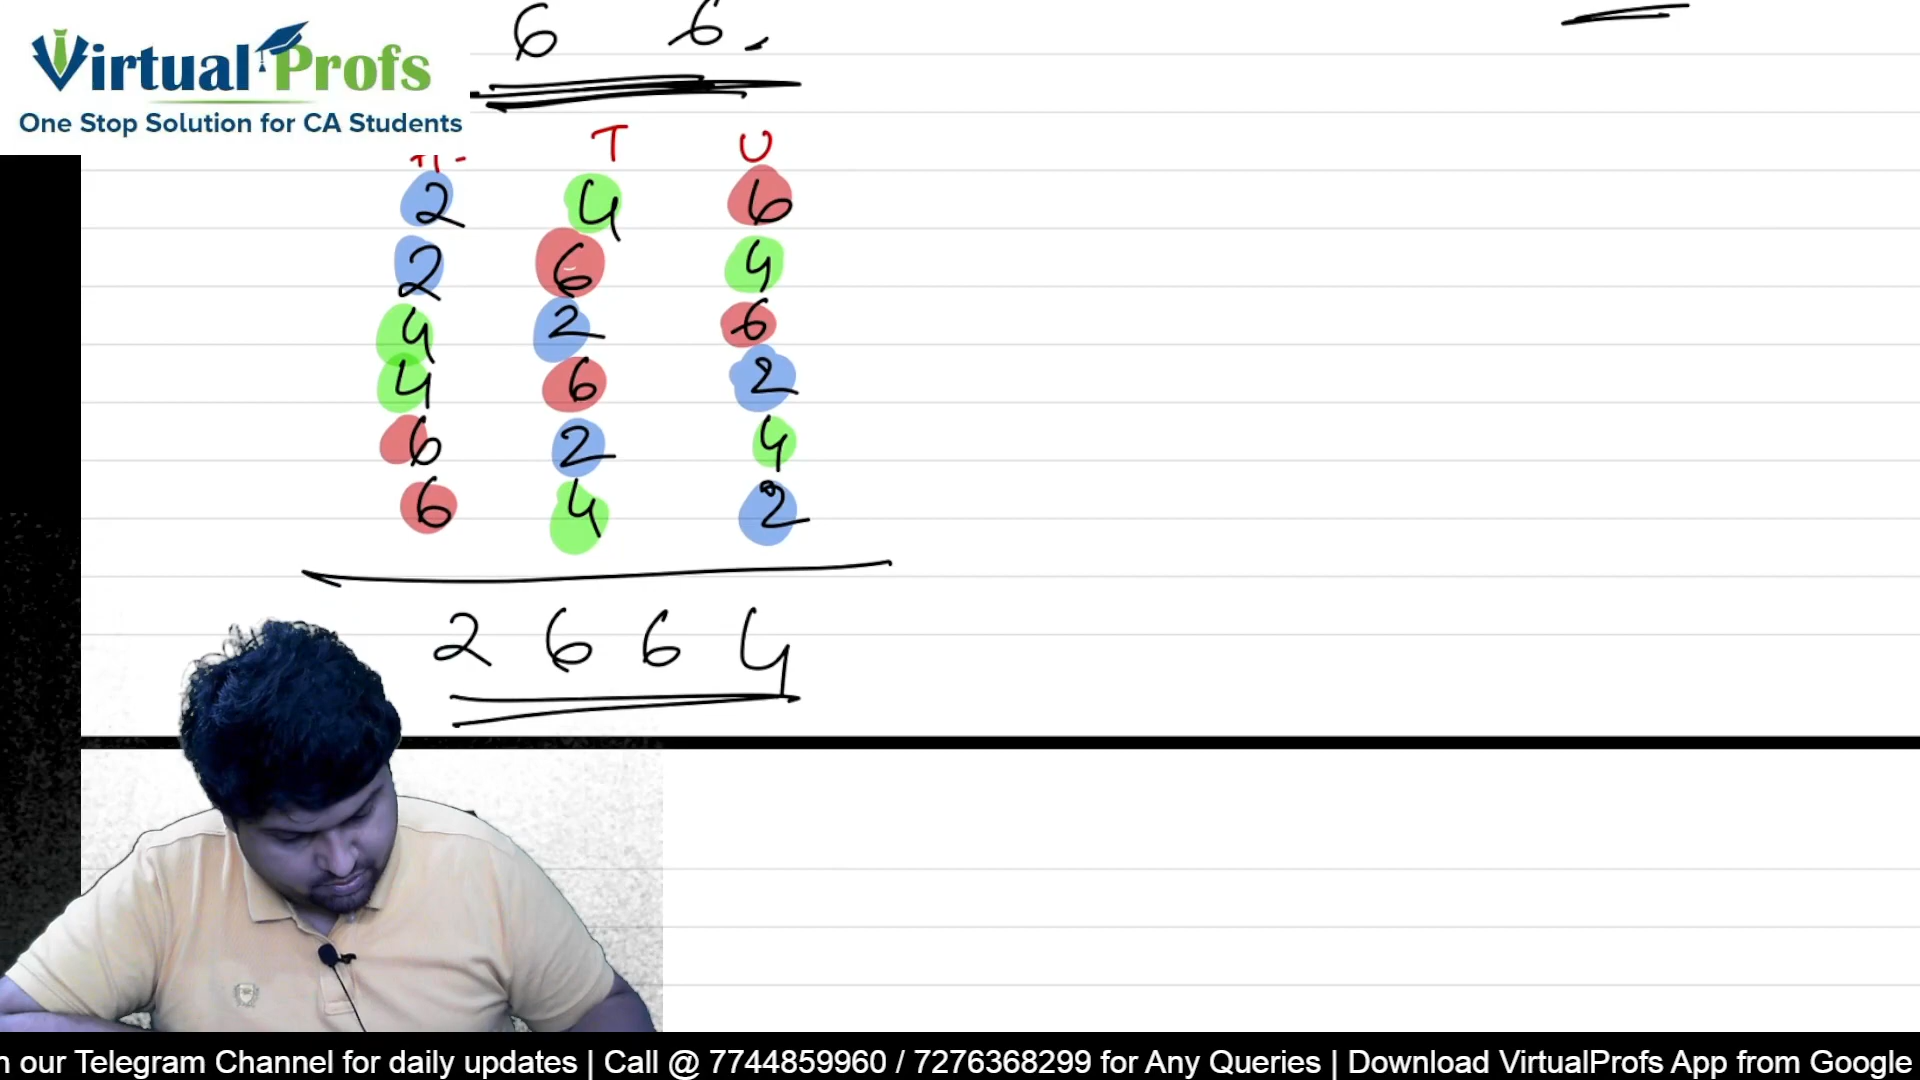 6 6.
Virtual Profs
One Stop Solution for CA Students
T U
2 4 6
2 6 4
4 2 6
4 6 2
6 2 4
6 4 2
2 6 6 4
our Telegram Channel for daily updates | Call @ 7744859960 / 7276368299 for Any Queries | Download VirtualProfs App from Google